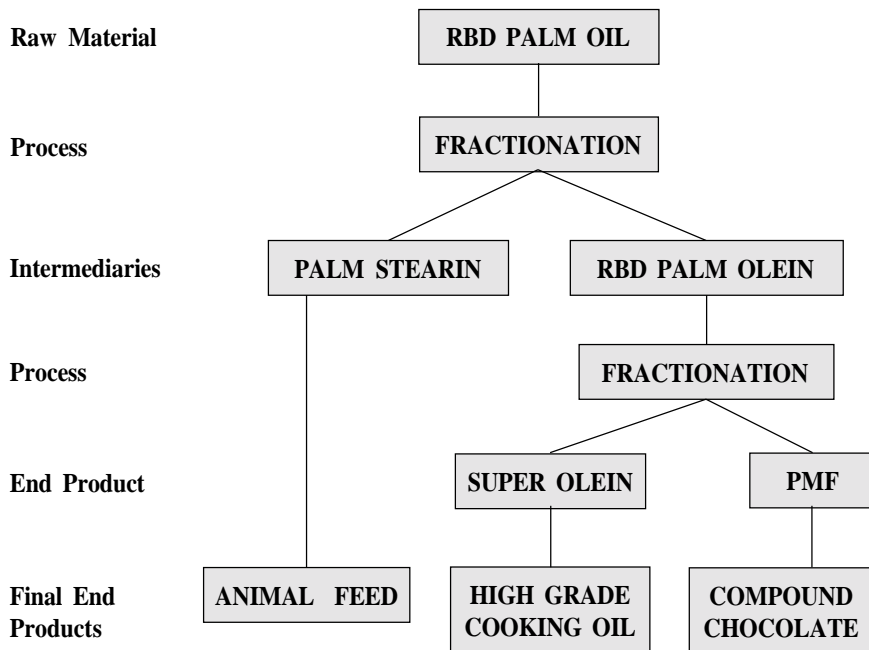 Raw Material
RBD PALM OIL
Process
FRACTIONATION
Intermediaries
PALM STEARIN
RBD PALM OLEIN
Process
FRACTIONATION
End Product
SUPER OLEIN
PMF
Final End
Products
ANIMAL FEED
HIGH GRADE
COOKING OIL
COMPOUND
CHOCOLATE